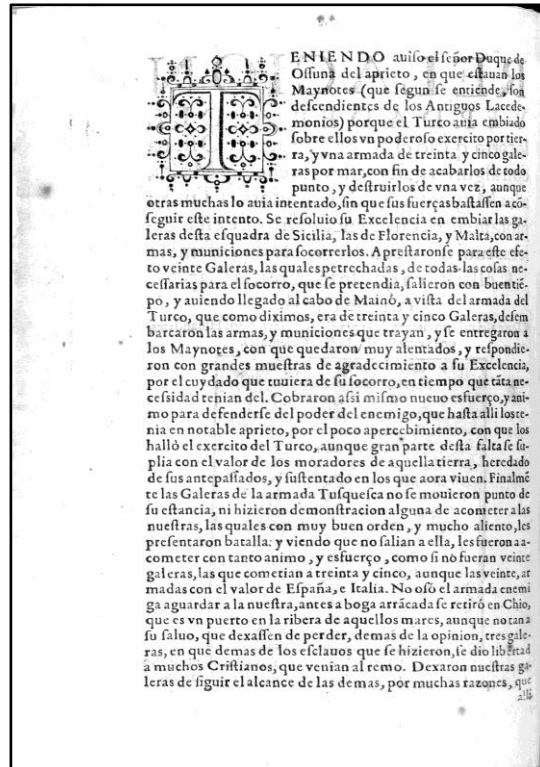 TENIENDO auiso el señor Duque de
Ossuna del aprieto, en que estauan los
Maynotes (que segun se entiende, son
descendientes de los Antiguos Lacede-
monios) porque el Turco auia embiado
sobre ellos vn poderoso exercito por tier-
ra, y vna armada de treinta y cinco gale-
ras por mar, con fin de acabarlos de todo
punto, y destruirlos de vna vez, aunque
otras muchas lo auia intentado, sin que sus fuerças bastassen a cõ-
seguir este intento. Se resoluio su Excelencia en embiar las ga-
leras desta esquadra de Sicilia, las de Florencia, y Malta, con ar-
mas, y municiones para socorrerlos. Aprestaronse para este efe-
to veinte Galeras, las quales petrechadas, de todas las cosas ne-
cessarias para el socorro, que se pretendia, salieron con buen tiẽ-
po, y auiendo llegado al cabo de Mainò, a vista del armada del
Turco, que como diximos, era de treinta y cinco Galeras, desem
barcaron las armas, y municiones que trayan, y se entregaron a
los Maynotes, con que quedaron muy alentados, y respondie-
ron con grandes muestras de agradecimiento a su Excelencia,
por el cuydado que tuuiera de su socorro, en tiempo que tãta ne-
cessidad tenian del. Cobraron assi mismo nueuo esfuerço, y ani-
mo para defenderse del poder del enemigo, que hasta alli los te-
nia en notable aprieto, por el poco apercebimiento, con que los
hallò el exercito del Turco, aunque gran parte desta falta se su-
plia con el valor de los moradores de aquella tierra, heredado
de sus antepassados, y sustentado en los que aora viuen. Finalmẽ
te las Galeras de la armada Tusquesca no se mouieron punto de
su estancia, ni hizieron demonstracion alguna de acometer a las
nuestras, las quales con muy buen orden, y mucho aliento, les
presentaron batalla: y viendo que no salian a ella, les fueron a a-
cometer con tanto animo, y esfuerço, como si nò fueran veinte
galeras, las que cometian a treinta y cinco, aunque las veinte, ar
madas con el valor de España, e Italia. No osò el armada enemi
ga aguardar a la nuestra, antes a boga arrãcada se retirò en Chio,
que es vn puerto en la ribera de aquellos mares, aunque no tan a
su saluo, que dexassen de perder, demas de la opinion, tres gale-
ras, en que demas de los esclauos que se hizieron, se dio libertad
a muchos Cristianos, que venian al remo. Dexaron nuestras ga-
leras de siguir el alcance de las demas, por muchas razones, que
alli